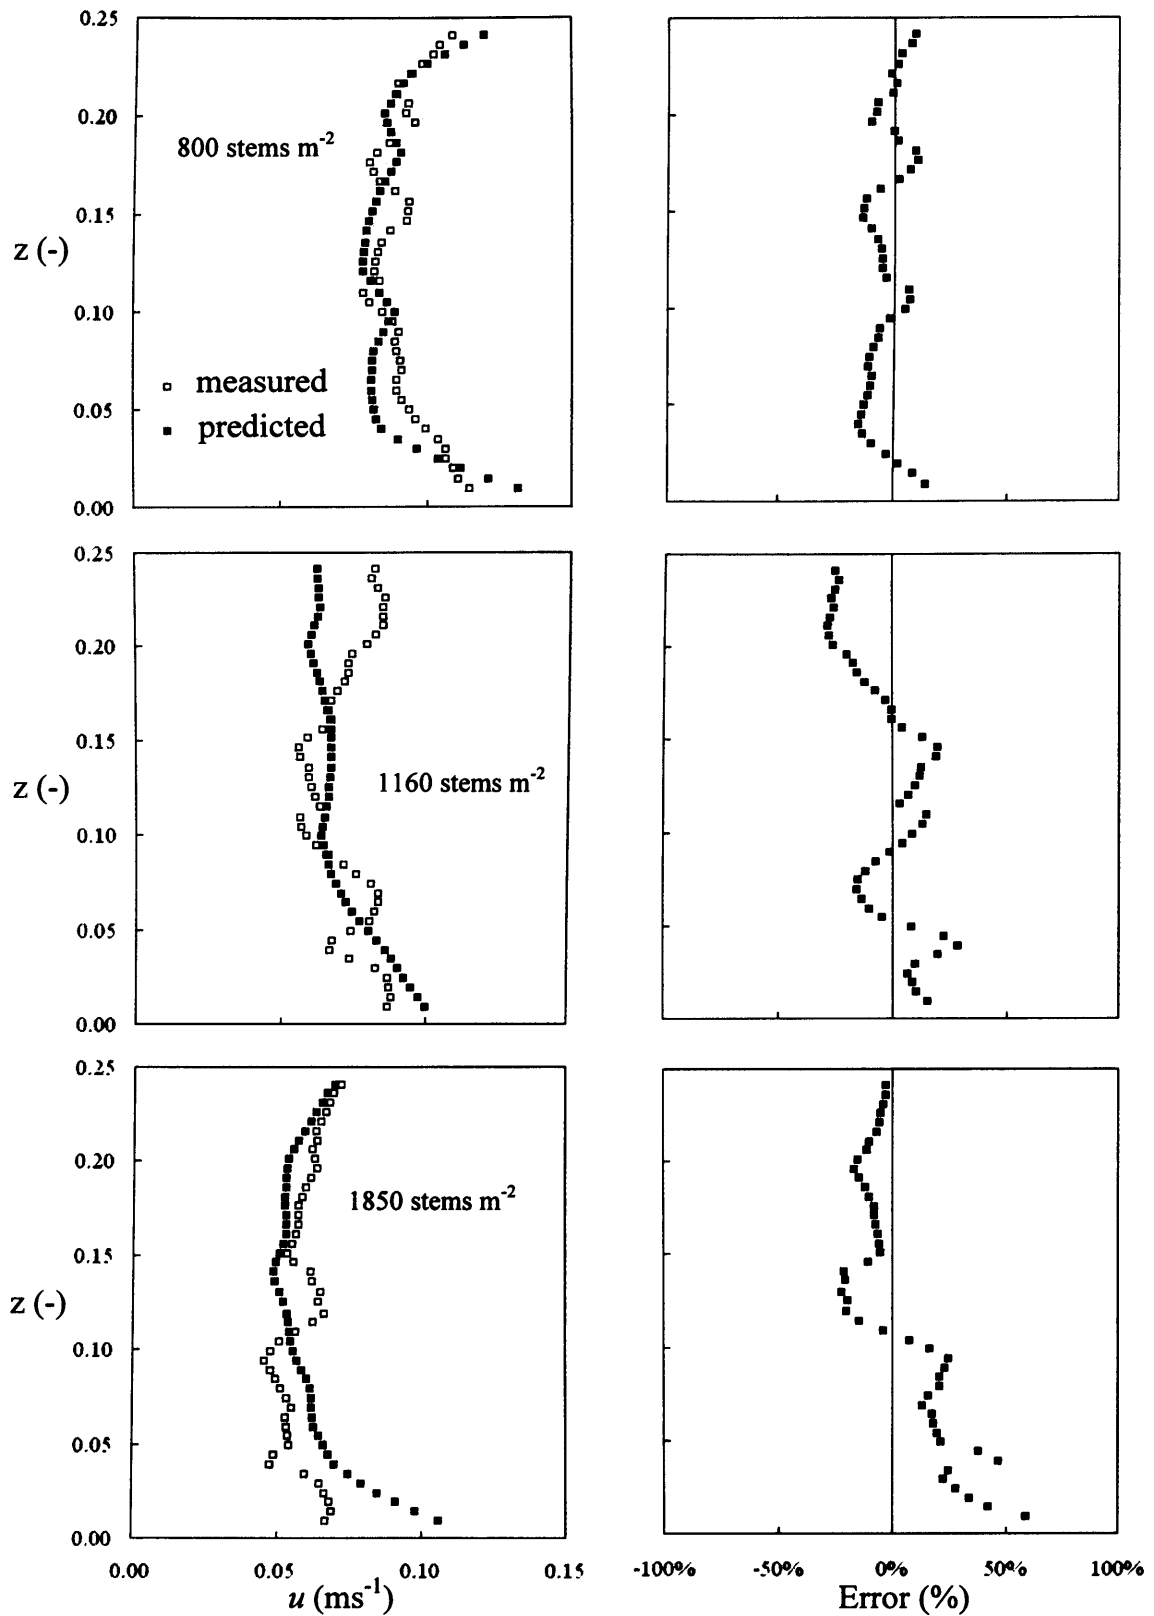 0.25
0.20
800 stems m⁻²
0.15
z (-)
0.10
measured
0.05
predicted
0.00
0.25
0.20
0.15
1160 stems m⁻²
z (-)
0.10
0.05
0.00
0.25
0.20
1850 stems m⁻²
0.15
z (-)
0.10
0.05
0.00
0.00 0.05 0.10 0.15
u (ms⁻¹)
-100% -50% 0% 50% 100%
Error (%)